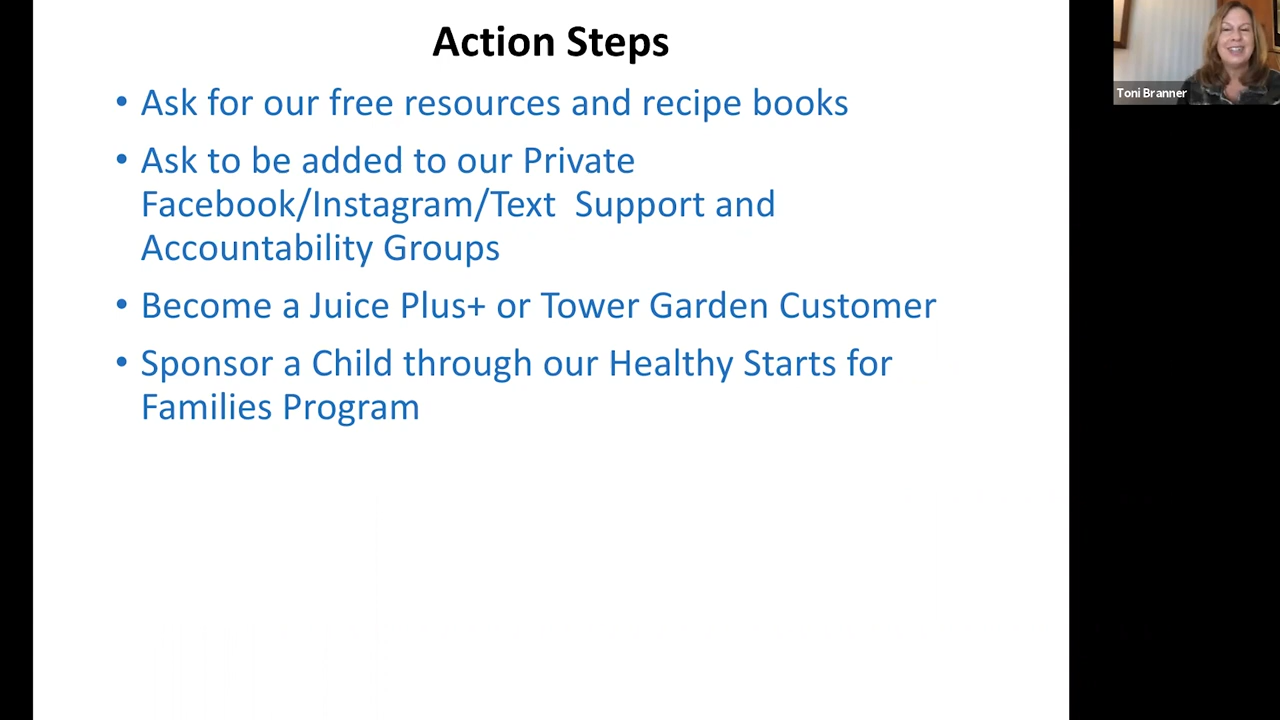 Action Steps
• Ask for our free resources and recipe books
• Ask to be added to our Private
Facebook/Instagram/Text  Support and
Accountability Groups
• Become a Juice Plus+ or Tower Garden Customer
• Sponsor a Child through our Healthy Starts for
Families Program
Toni Branner